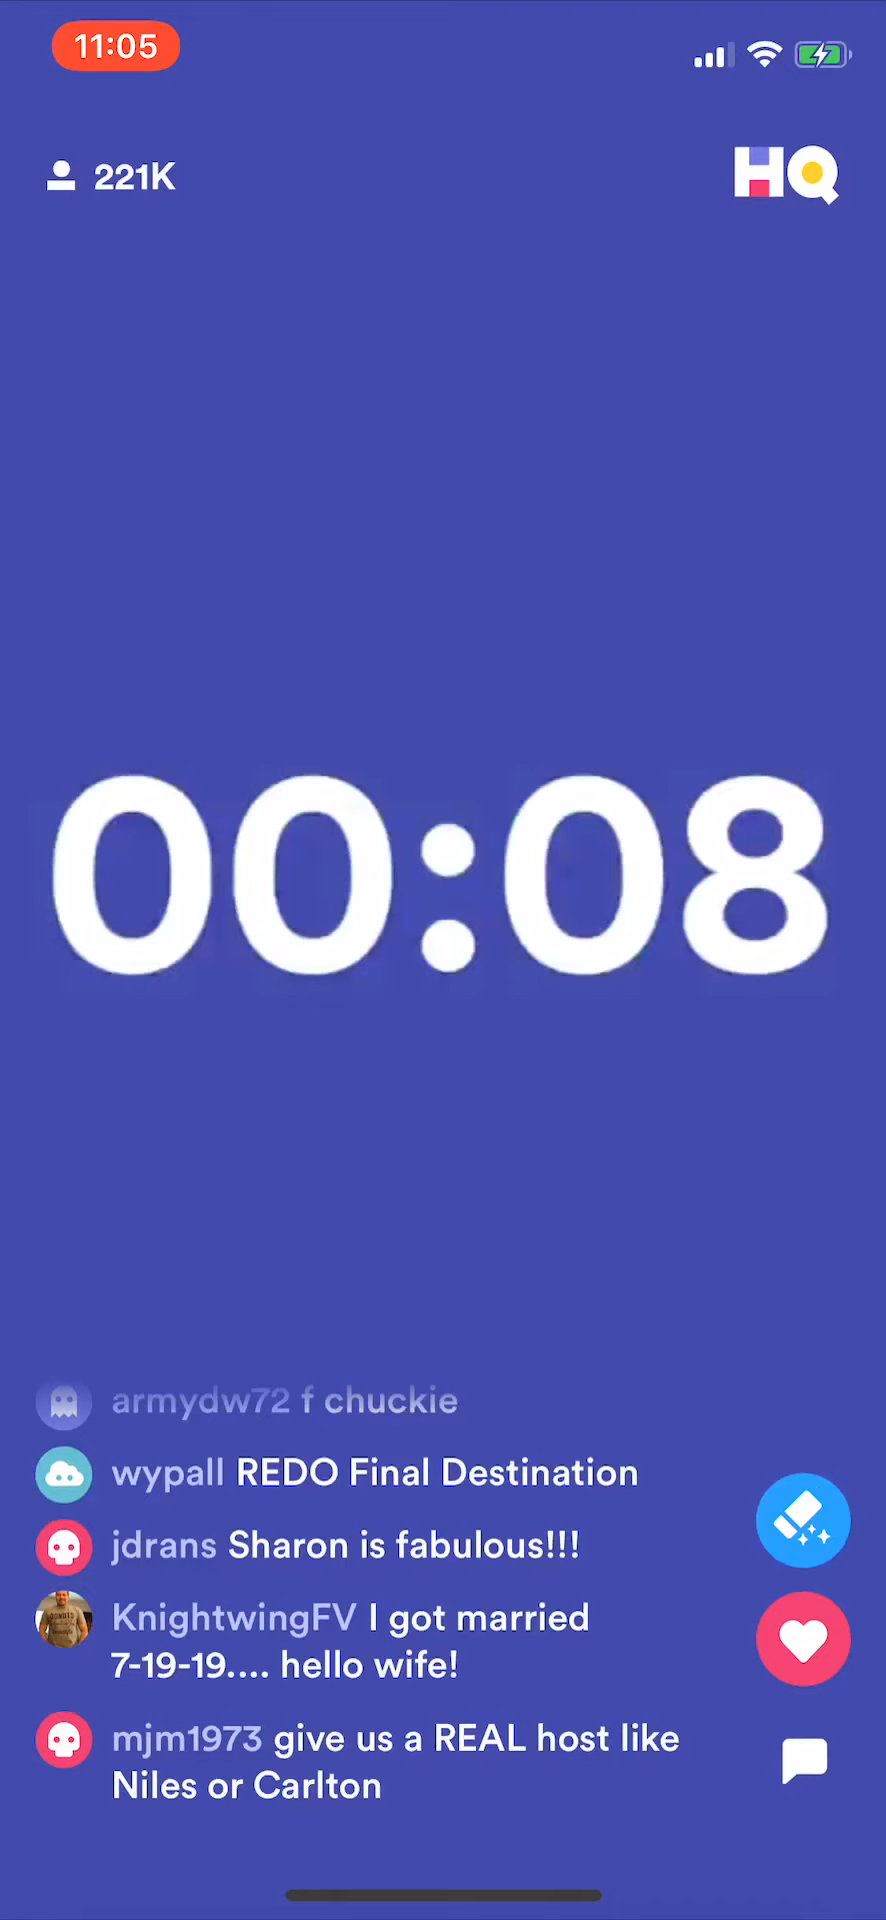 11:05
221K
HQ
00:08
armydw72 f chuckie
wypall REDO Final Destination
jdrans Sharon is fabulous!!!
KnightwingFV I got married
7-19-19.... hello wife!
mjm1973 give us a REAL host like
Niles or Carlton